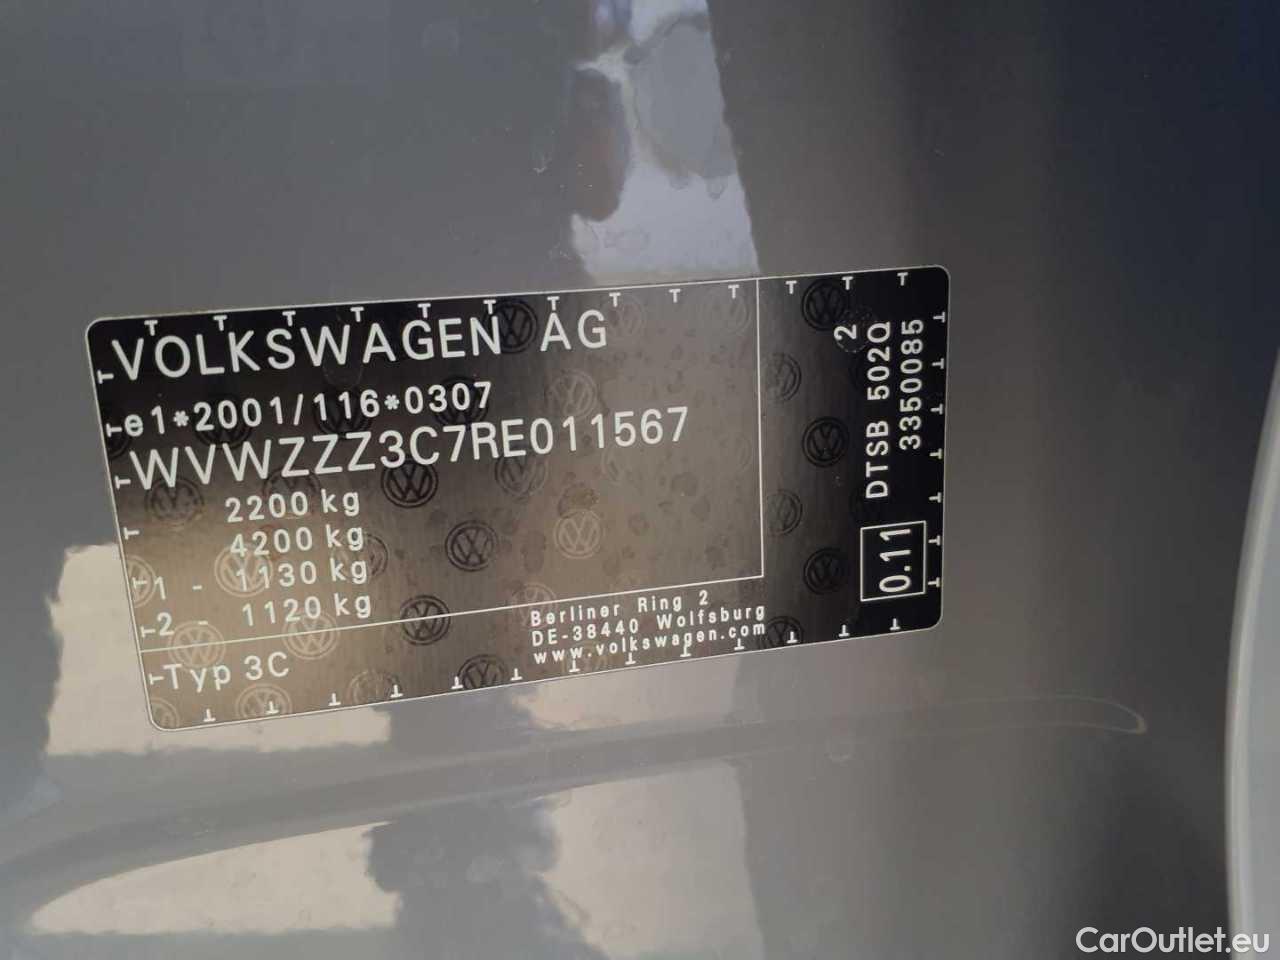 VOLKSWAGEN AG
e1*2001/116*0307
WVWZZZ3C7RE011567
2200 kg
4200 kg
1 - 1130 kg
2 - 1120 kg
Typ 3C
Berliner Ring 2
DE-38440 Wolfsburg
www.volkswagen.com
2
DTSB 502Q
3350085
0.11
CarOutlet.eu